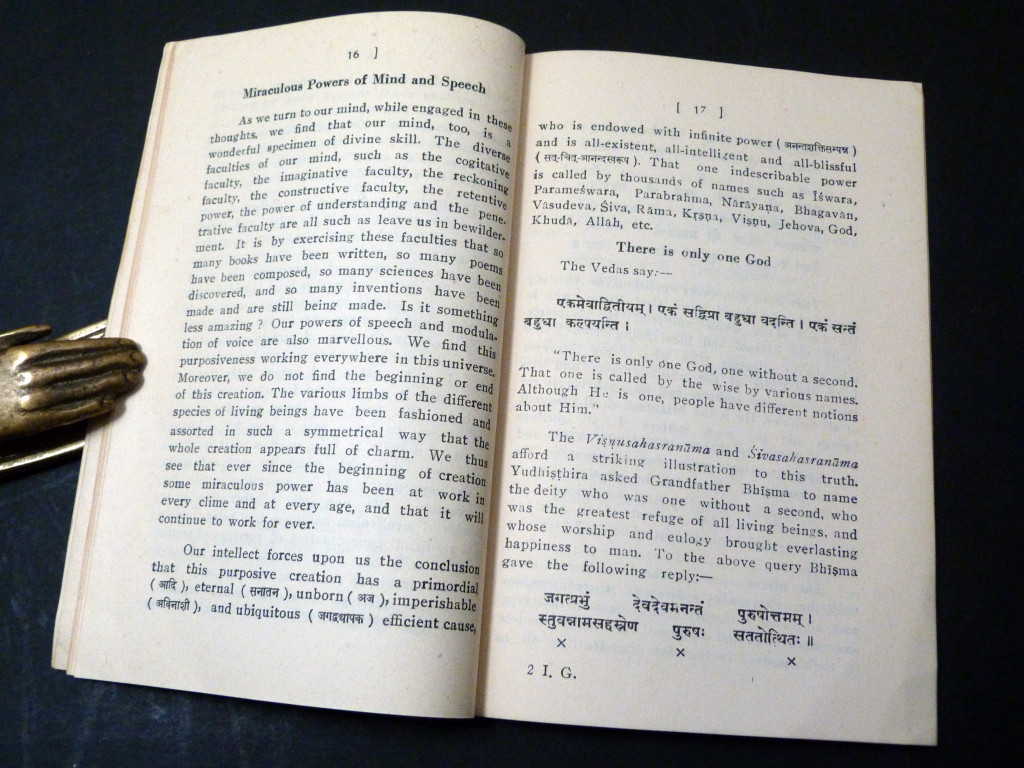 16 ]
Miraculous Powers of Mind and Speech
As we turn to our mind, while engaged in these
thoughts, we find that our mind, too, is a
wonderful specimen of divine skill. The diverse
faculties of our mind, such as the cogitative
faculty, the imaginative faculty, the reckoning
faculty, the constructive faculty, the retentive
power, the power of understanding and the pene-
trative faculty are all such as leave us in bewilder-
ment. It is by exercising these faculties that so
many books have been written, so many poems
have been composed, so many sciences have been
discovered, and so many inventions have been
made and are still being made. Is it something
less amazing ? Our powers of speech and modula-
tion of voice are also marvellous. We find this
purposiveness working everywhere in this universe.
Moreover, we do not find the beginning or end
of this creation. The various limbs of the different
species of living beings have been fashioned and
assorted in such a symmetrical way that the
whole creation appears full of charm. We thus
see that ever since the beginning of creation
some miraculous power has been at work in
every clime and at every age, and that it will
continue to work for ever.
Our intellect forces upon us the conclusion
that this purposive creation has a primordial
( आदि ), eternal ( सनातन ), unborn ( अज ), imperishable
( अविनाशी ), and ubiquitous ( जगद्व्यापक ) efficient cause,
[ 17 ]
who is endowed with infinite power ( अनन्तशक्तिसम्पन्न )
and is all-existent, all-intelligent and all-blissful
( सत्-चित्-आनन्दस्वरूप ). That one indescribable power
is called by thousands of names such as Īśwara,
Parameśwara, Parabrahma, Nārāyaṇa, Bhagavān,
Vāsudeva, Śiva, Rāma, Kṛṣṇa, Viṣṇu, Jehova, God,
Khudā, Allāh, etc.
There is only one God
The Vedas say:—
एकमेवाद्वितीयम् । एकं सद्विप्रा बहुधा वदन्ति । एकं सन्तं
बहुधा कल्पयन्ति ।
"There is only one God, one without a second.
That one is called by the wise by various names.
Although He is one, people have different notions
about Him."
The Viṣṇusahasranāma and Śivasahasranāma
afford a striking illustration to this truth.
Yudhiṣṭhira asked Grandfather Bhīṣma to name
the deity who was one without a second, who
was the greatest refuge of all living beings, and
whose worship and eulogy brought everlasting
happiness to man. To the above query Bhīṣma
gave the following reply:—
जगत्प्रभुं देवदेवमनन्तं पुरुषोत्तमम् ।
स्तुवन्नामसहस्रेण पुरुषः सततोत्थितः ॥
× × ×
2 I. G.